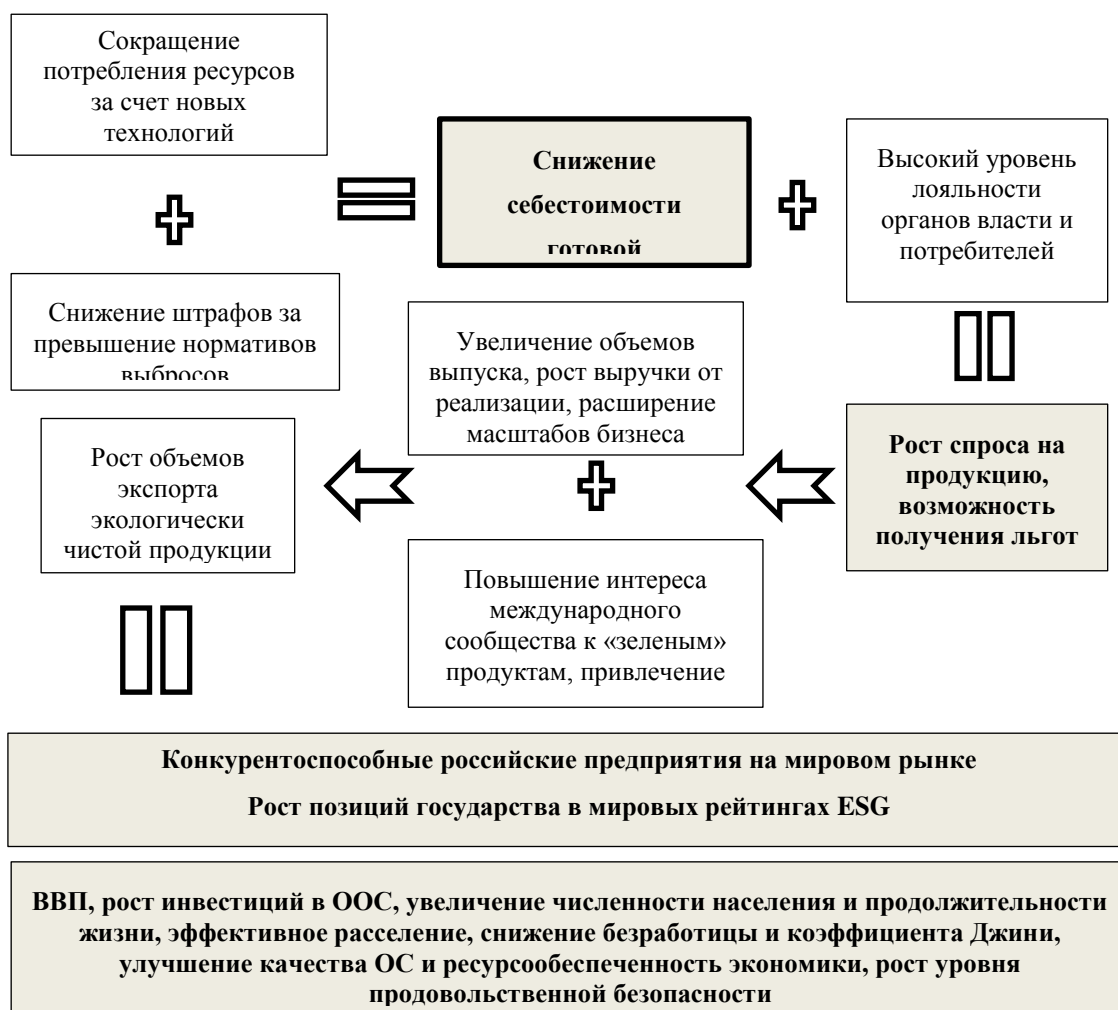 Сокращение
потребления ресурсов
за счет новых
технологий
Снижение
себестоимости
готовой
Высокий уровень
лояльности
органов власти и
потребителей
Снижение штрафов за
превышение нормативов
выбросов
Увеличение объемов
выпуска, рост выручки от
реализации, расширение
масштабов бизнеса
Рост спроса на
продукцию,
возможность
получения льгот
Рост объемов
экспорта
экологически
чистой продукции
Повышение интереса
международного
сообщества к «зеленым»
продуктам, привлечение
Конкурентоспособные российские предприятия на мировом рынке
Рост позиций государства в мировых рейтингах ESG
ВВП, рост инвестиций в ООС, увеличение численности населения и продолжительности
жизни, эффективное расселение, снижение безработицы и коэффициента Джини,
улучшение качества ОС и ресурсообеспеченность экономики, рост уровня
продовольственной безопасности